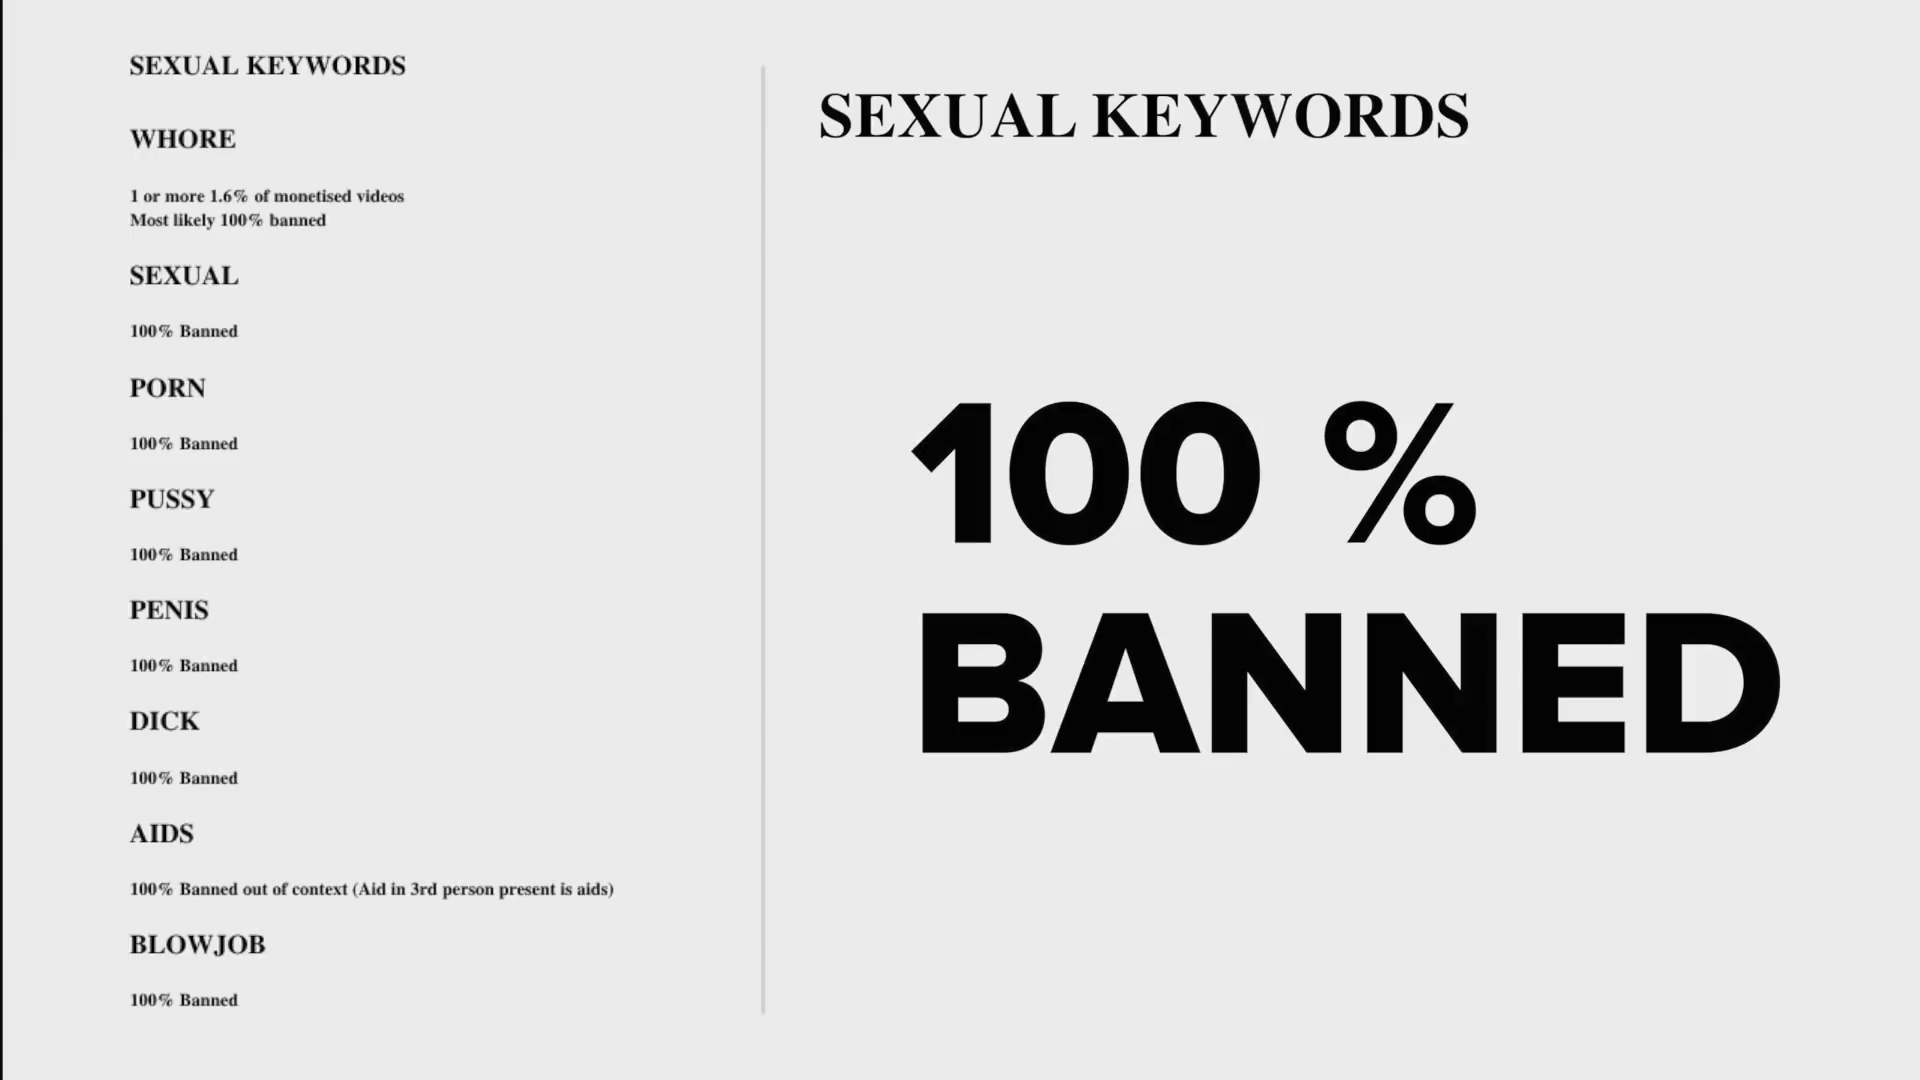 SEXUAL KEYWORDS
WHORE
1 or more 1.6% of monetised videos
Most likely 100% banned
SEXUAL
100% Banned
PORN
100% Banned
PUSSY
100% Banned
PENIS
100% Banned
DICK
100% Banned
AIDS
100% Banned out of context (Aid in 3rd person present is aids)
BLOWJOB
100% Banned
SEXUAL KEYWORDS
100 %
BANNED